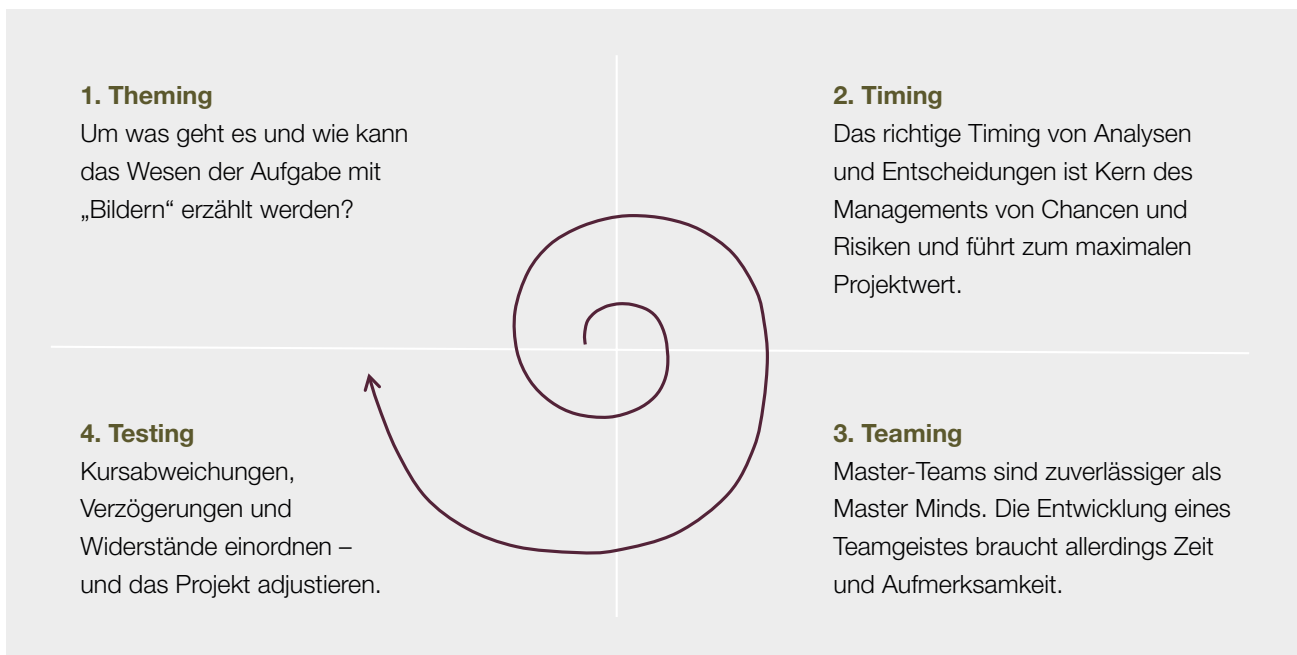 1. Theming
Um was geht es und wie kann
das Wesen der Aufgabe mit
„Bildern“ erzählt werden?
2. Timing
Das richtige Timing von Analysen
und Entscheidungen ist Kern des
Managements von Chancen und
Risiken und führt zum maximalen
Projektwert.
3. Teaming
Master-Teams sind zuverlässiger als
Master Minds. Die Entwicklung eines
Teamgeistes braucht allerdings Zeit
und Aufmerksamkeit.
4. Testing
Kursabweichungen,
Verzögerungen und
Widerstände einordnen –
und das Projekt adjustieren.